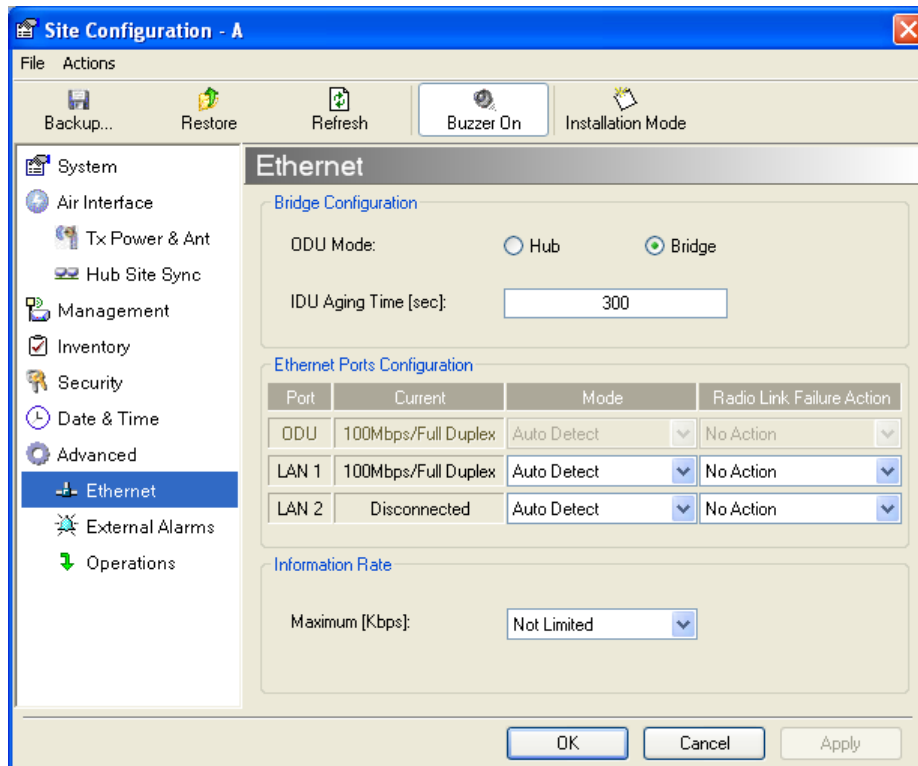 Site Configuration - A
File Actions
Backup... Restore Refresh Buzzer On Installation Mode
System
Air Interface
Tx Power & Ant
Hub Site Sync
Management
Inventory
Security
Date & Time
Advanced
Ethernet
External Alarms
Operations
Ethernet
Bridge Configuration
ODU Mode: Hub Bridge
IDU Aging Time [sec]: 300
Ethernet Ports Configuration
Port Current Mode Radio Link Failure Action
ODU 100Mbps/Full Duplex Auto Detect No Action
LAN 1 100Mbps/Full Duplex Auto Detect No Action
LAN 2 Disconnected Auto Detect No Action
Information Rate
Maximum [Kbps]: Not Limited
OK Cancel Apply